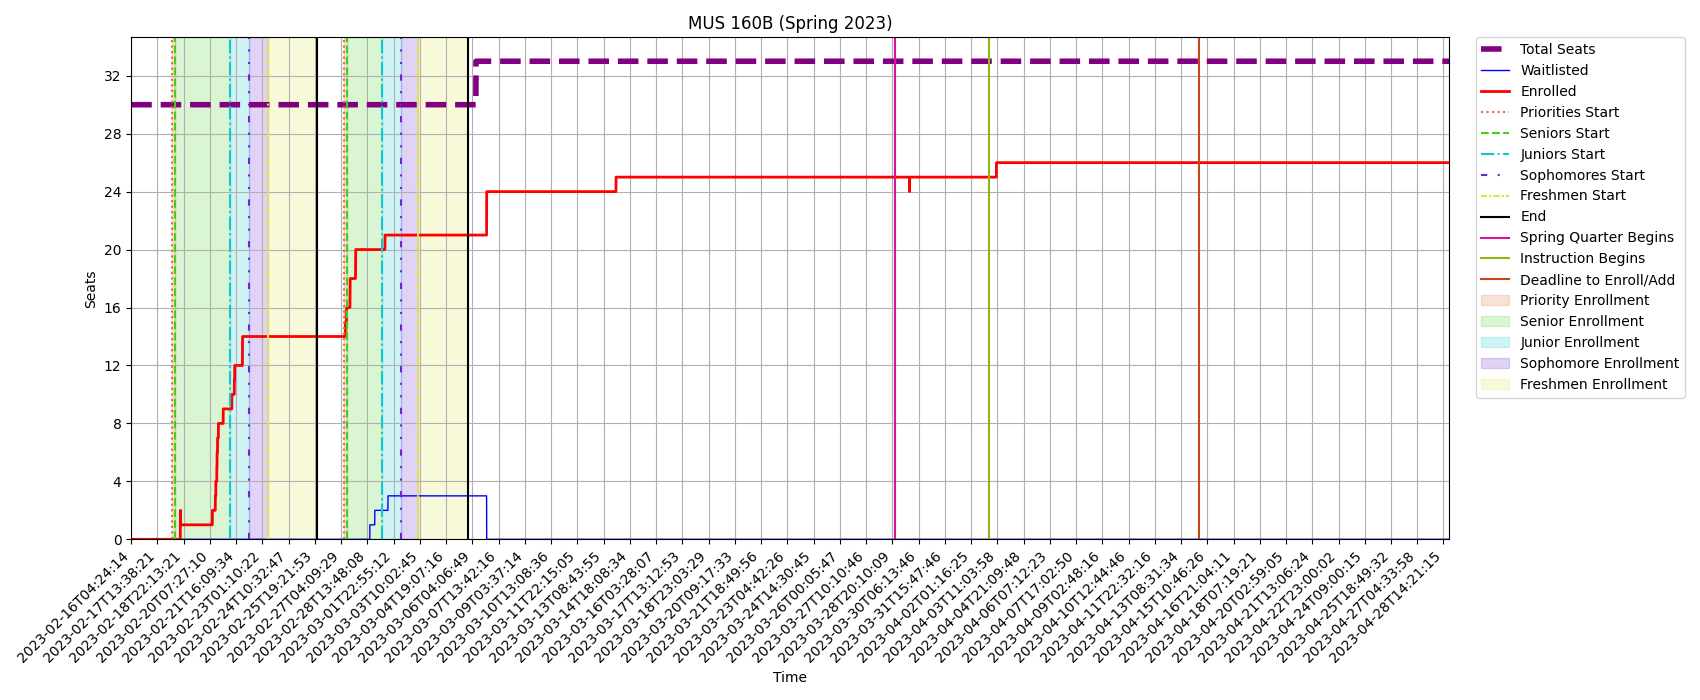 MUS 160B (Spring 2023)
Seats
32
28
24
20
16
12
8
4
0
2023-02-16T04:24:14
2023-02-17T13:38:21
2023-02-18T22:13:21
2023-02-20T07:27:10
2023-02-21T16:09:34
2023-02-23T01:10:22
2023-02-24T10:32:47
2023-02-25T19:21:53
2023-02-27T04:09:29
2023-02-28T13:48:08
2023-03-01T22:55:12
2023-03-03T10:02:45
2023-03-04T19:07:16
2023-03-06T04:06:49
2023-03-07T13:42:16
2023-03-09T03:37:14
2023-03-10T13:08:36
2023-03-11T22:15:05
2023-03-13T08:43:55
2023-03-14T18:08:34
2023-03-16T03:28:07
2023-03-17T13:12:53
2023-03-18T23:03:29
2023-03-20T09:17:33
2023-03-21T18:49:56
2023-03-23T04:42:26
2023-03-24T14:30:45
2023-03-26T00:05:47
2023-03-27T10:10:46
2023-03-28T20:10:09
2023-03-30T06:13:46
2023-03-31T15:47:46
2023-04-02T01:16:25
2023-04-03T11:03:58
2023-04-04T21:09:48
2023-04-06T07:12:23
2023-04-07T17:02:50
2023-04-09T02:48:16
2023-04-10T12:44:46
2023-04-11T22:32:16
2023-04-13T08:31:34
2023-04-15T10:46:26
2023-04-16T21:04:11
2023-04-18T07:19:21
2023-04-20T02:59:05
2023-04-21T13:06:24
2023-04-22T23:00:02
2023-04-24T09:00:15
2023-04-25T18:49:32
2023-04-27T04:33:58
2023-04-28T14:21:15
Time
Total Seats
Waitlisted
Enrolled
Priorities Start
Seniors Start
Juniors Start
Sophomores Start
Freshmen Start
End
Spring Quarter Begins
Instruction Begins
Deadline to Enroll/Add
Priority Enrollment
Senior Enrollment
Junior Enrollment
Sophomore Enrollment
Freshmen Enrollment